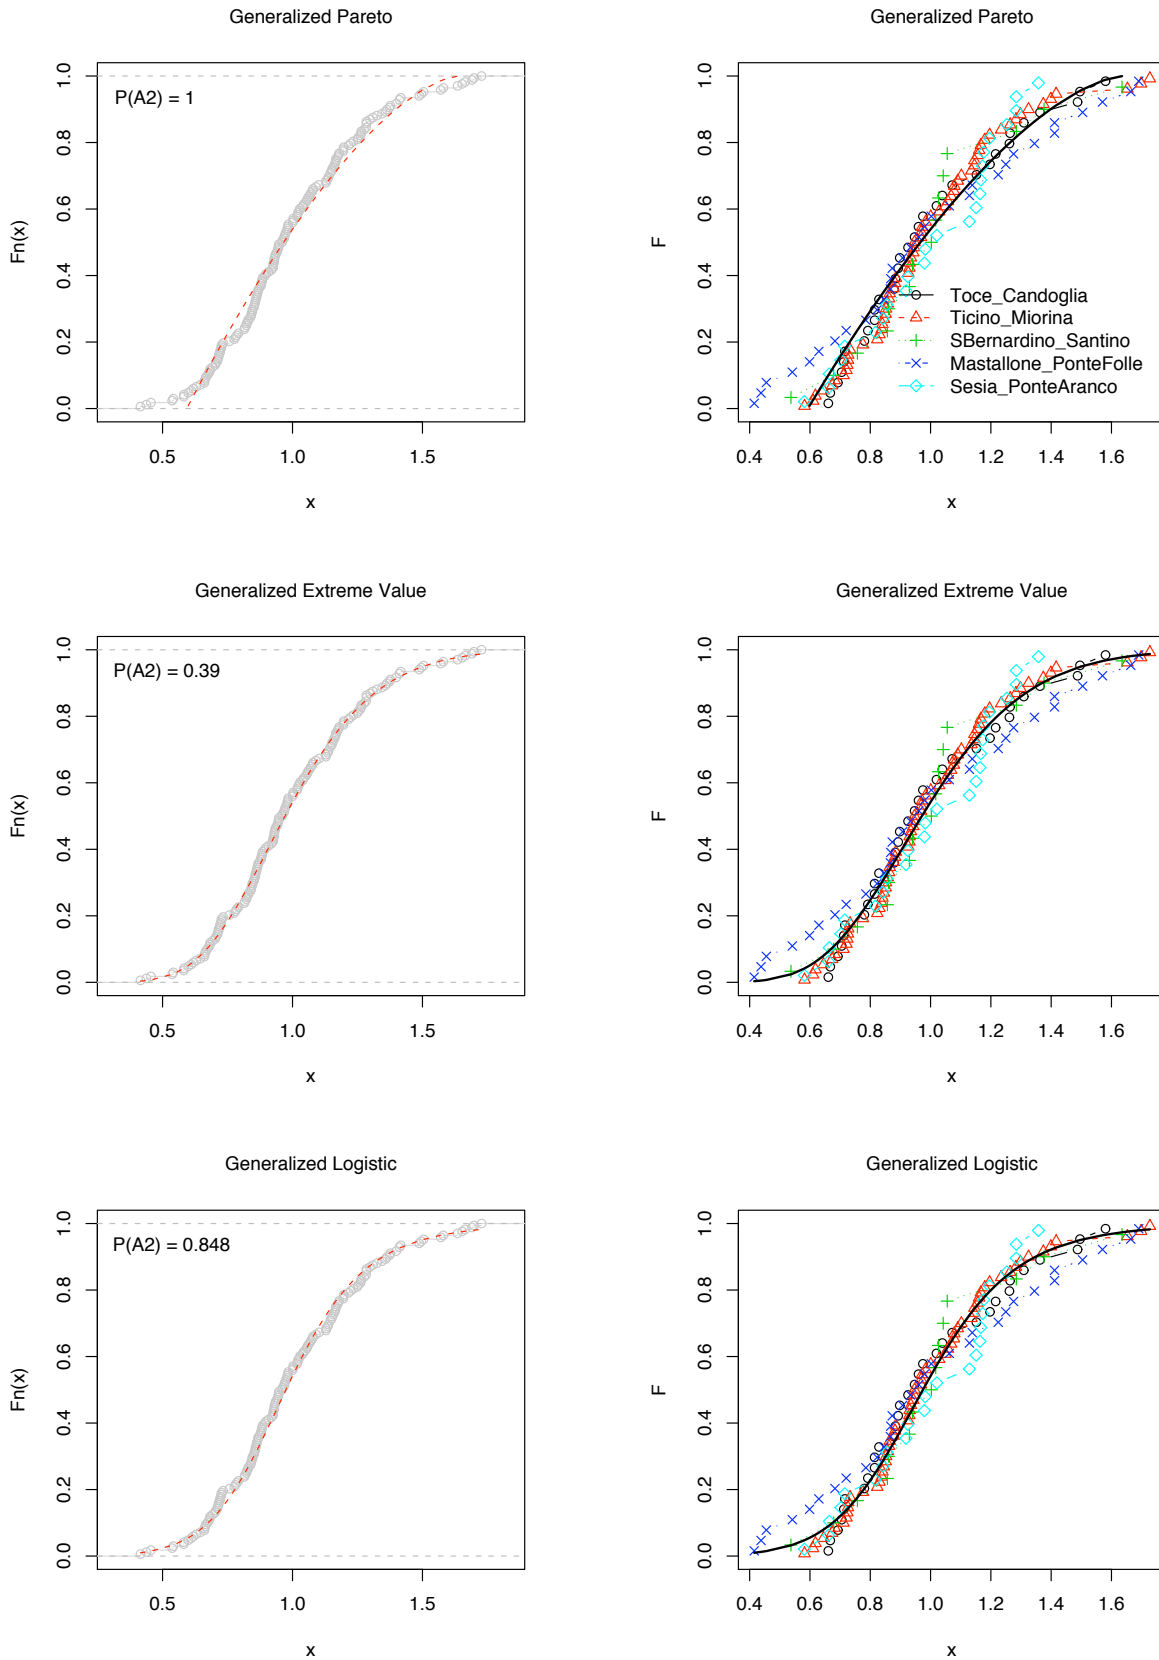 Generalized Pareto
P(A2) = 1
Fn(x)
0.0 0.2 0.4 0.6 0.8 1.0
0.5 1.0 1.5
x
Generalized Pareto
F
0.0 0.2 0.4 0.6 0.8 1.0
Toce_Candoglia
Ticino_Miorina
SBernardino_Santino
Mastallone_PonteFolle
Sesia_PonteAranco
0.4 0.6 0.8 1.0 1.2 1.4 1.6
x
Generalized Extreme Value
P(A2) = 0.39
Fn(x)
0.0 0.2 0.4 0.6 0.8 1.0
0.5 1.0 1.5
x
Generalized Extreme Value
F
0.0 0.2 0.4 0.6 0.8 1.0
0.4 0.6 0.8 1.0 1.2 1.4 1.6
x
Generalized Logistic
P(A2) = 0.848
Fn(x)
0.0 0.2 0.4 0.6 0.8 1.0
0.5 1.0 1.5
x
Generalized Logistic
F
0.0 0.2 0.4 0.6 0.8 1.0
0.4 0.6 0.8 1.0 1.2 1.4 1.6
x